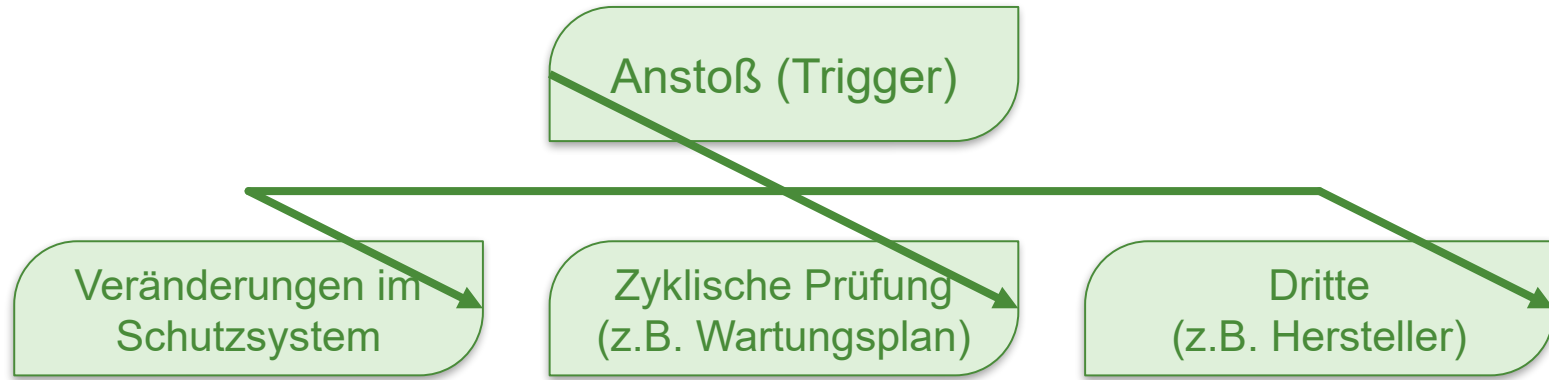 Anstoß (Trigger)
Veränderungen im
Schutzsystem
Zyklische Prüfung
(z.B. Wartungsplan)
Dritte
(z.B. Hersteller)